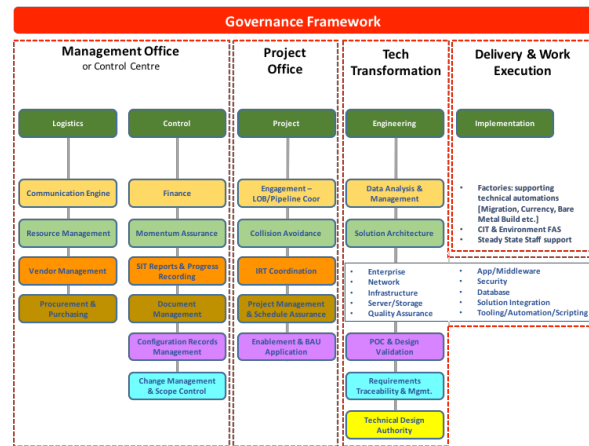 Governance Framework
Management Office
or Control Centre
Project
Office
Tech
Transformation
Delivery & Work
Execution
Logistics
Control
Project
Engineering
Implementation
Communication Engine
Finance
Engagement –
LOB/Pipeline Coor
Data Analysis &
Management
• Factories: supporting
technical automations
[Migration, Currency, Bare
Metal Build etc.]
• CIT & Environment FAS
• Steady State Staff support
Resource Management
Momentum Assurance
Collision Avoidance
Solution Architecture
Vendor Management
SIT Reports & Progress
Recording
IRT Coordination
• Enterprise
• Network
• Infrastructure
• Server/Storage
• Quality Assurance
• App/Middleware
• Security
• Database
• Solution Integration
• Tooling/Automation/Scripting
Procurement &
Purchasing
Document
Management
Project Management
& Schedule Assurance
Configuration Records
Management
Enablement & BAU
Application
POC & Design
Validation
Change Management
& Scope Control
Requirements
Traceability & Mgmt.
Technical Design
Authority